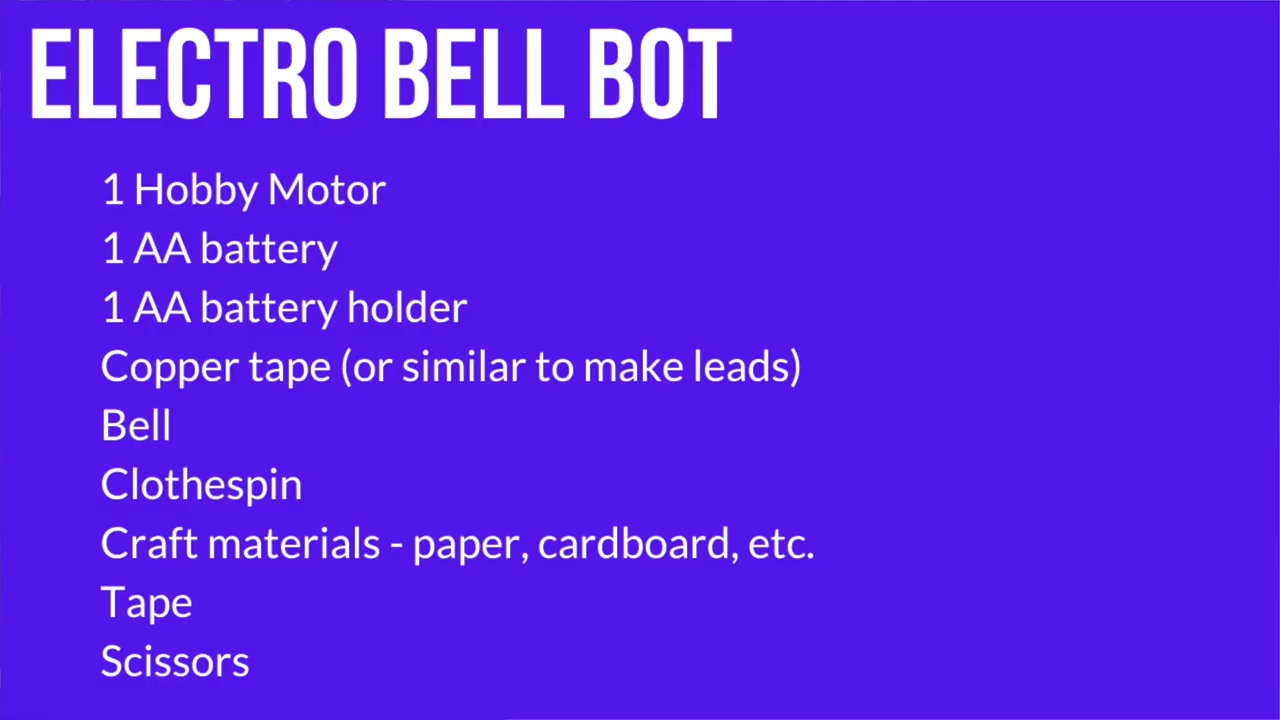 ELECTRO BELL BOT
1 Hobby Motor
1 AA battery
1 AA battery holder
Copper tape (or similar to make leads)
Bell
Clothespin
Craft materials - paper, cardboard, etc.
Tape
Scissors